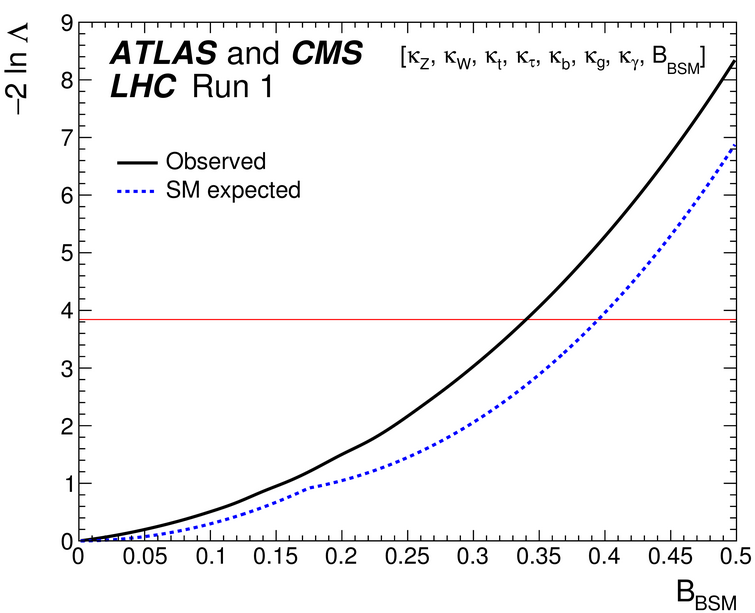 −2 ln Λ
9
8
7
6
5
4
3
2
1
0
ATLAS and CMS
LHC Run 1
[κZ, κW, κt, κτ, κb, κg, κγ, BBSM]
Observed
SM expected
0 0.05 0.1 0.15 0.2 0.25 0.3 0.35 0.4 0.45 0.5
BBSM